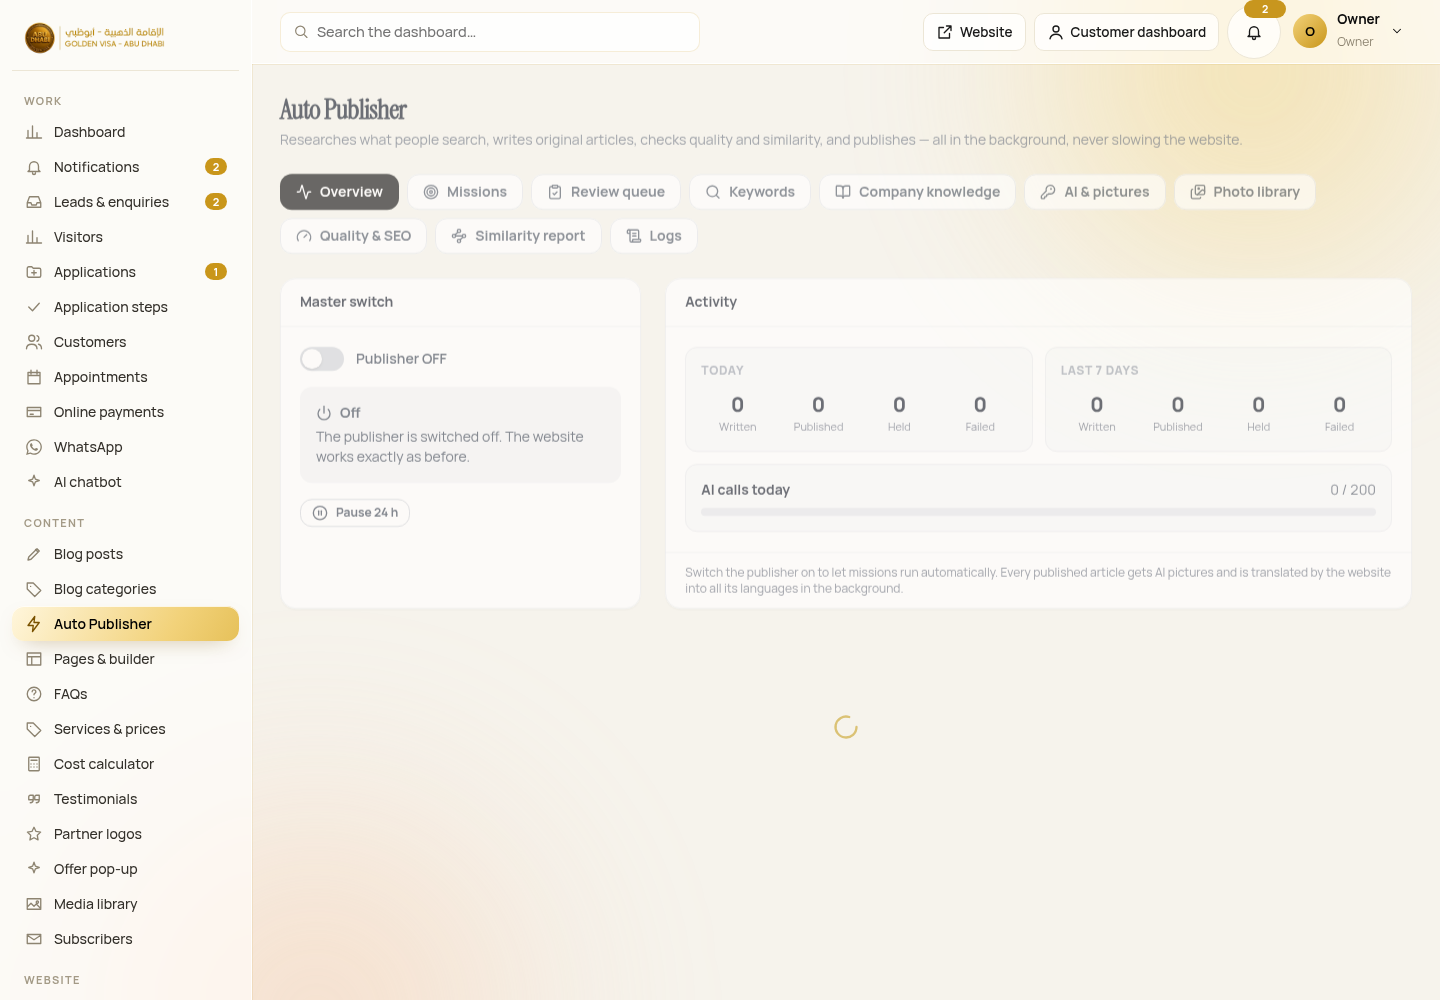 الإقامة الذهبية - ابوظبي
GOLDEN VISA - ABU DHABI
ABU
DHABI
Search the dashboard...
Website
Customer dashboard
2
O
Owner
Owner
WORK
Dashboard
Notifications 2
Leads & enquiries 2
Visitors
Applications 1
Application steps
Customers
Appointments
Online payments
WhatsApp
AI chatbot
CONTENT
Blog posts
Blog categories
Auto Publisher
Pages & builder
FAQs
Services & prices
Cost calculator
Testimonials
Partner logos
Offer pop-up
Media library
Subscribers
WEBSITE
Auto Publisher
Researches what people search, writes original articles, checks quality and similarity, and publishes — all in the background, never slowing the website.
Overview
Missions
Review queue
Keywords
Company knowledge
AI & pictures
Photo library
Quality & SEO
Similarity report
Logs
Master switch
Publisher OFF
Off
The publisher is switched off. The website
works exactly as before.
Pause 24 h
Activity
TODAY
0 0 0 0
Written Published Held Failed
LAST 7 DAYS
0 0 0 0
Written Published Held Failed
AI calls today 0 / 200
Switch the publisher on to let missions run automatically. Every published article gets AI pictures and is translated by the website
into all its languages in the background.